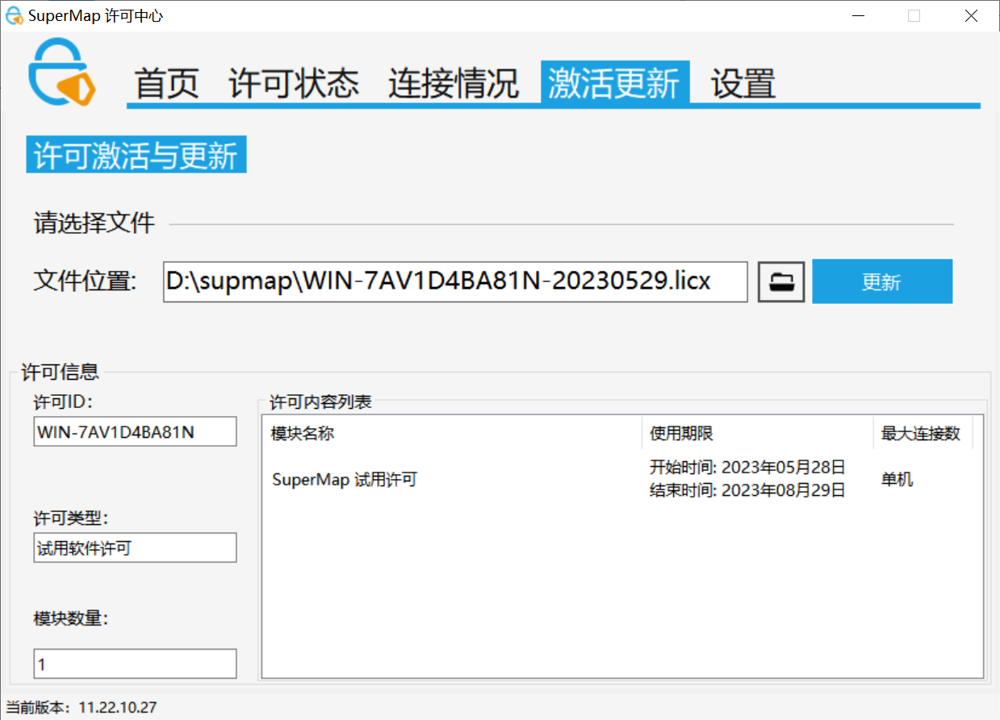 SuperMap 许可中心
首页 许可状态 连接情况 激活更新 设置
许可激活与更新
请选择文件
文件位置: D:\supmap\WIN-7AV1D4BA81N-20230529.licx 更新
许可信息
许可ID:
WIN-7AV1D4BA81N
许可类型:
试用软件许可
模块数量:
1
许可内容列表
模块名称 使用期限 最大连接数
SuperMap 试用许可 开始时间: 2023年05月28日 单机
结束时间: 2023年08月29日
当前版本: 11.22.10.27